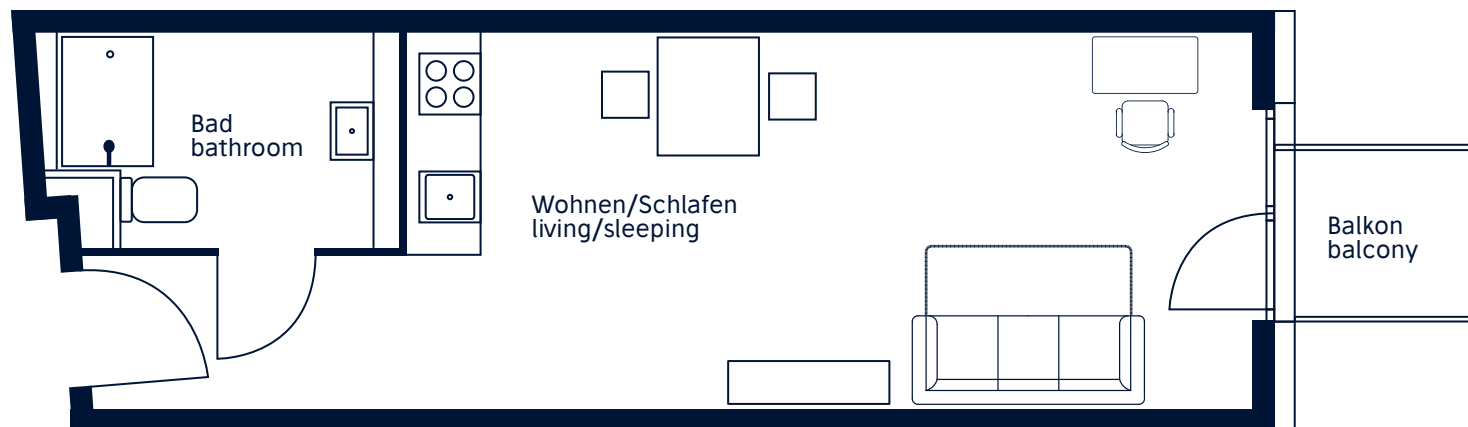 Bad
bathroom
Wohnen/Schlafen
living/sleeping
Balkon
balcony